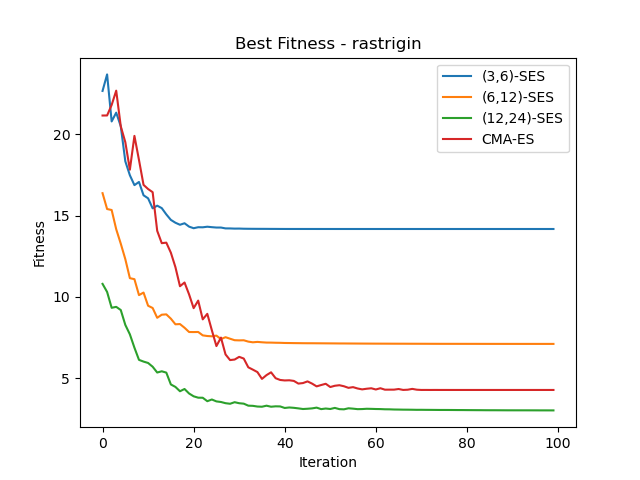 Best Fitness - rastrigin
(3,6)-SES
(6,12)-SES
(12,24)-SES
CMA-ES
Fitness
20
15
10
5
0 20 40 60 80 100
Iteration